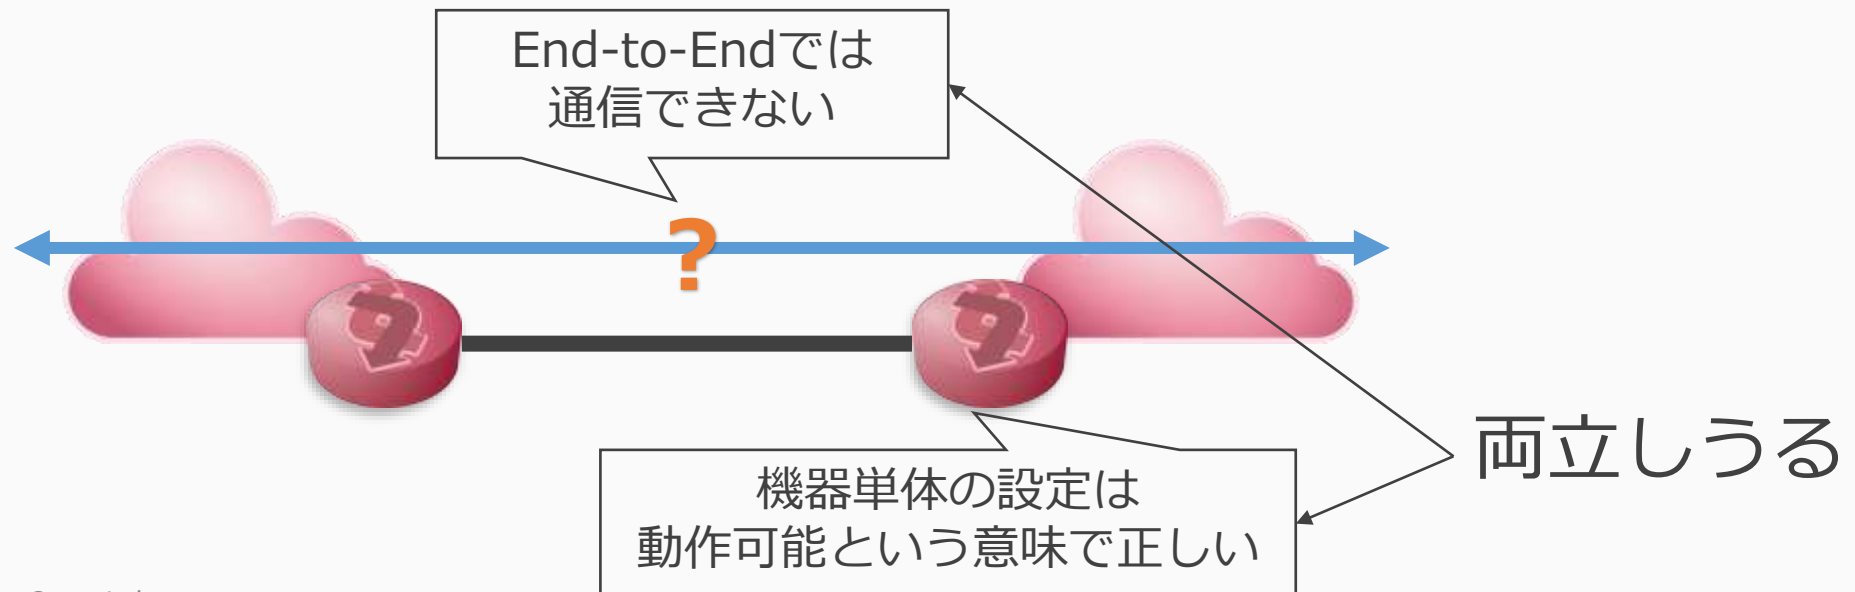 End-to-Endでは
通信できない
?
両立しうる
機器単体の設定は
動作可能という意味で正しい